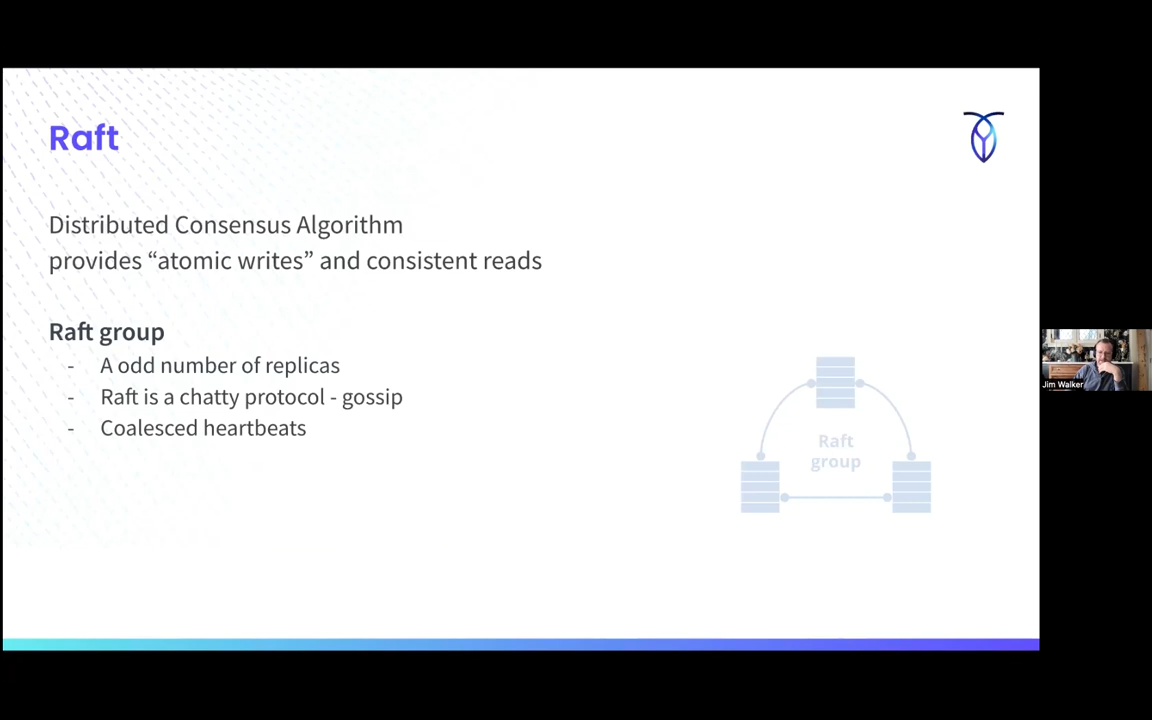 Raft
Distributed Consensus Algorithm
provides “atomic writes” and consistent reads
Raft group
- A odd number of replicas
- Raft is a chatty protocol - gossip
- Coalesced heartbeats
Raft
group
Jim Walker